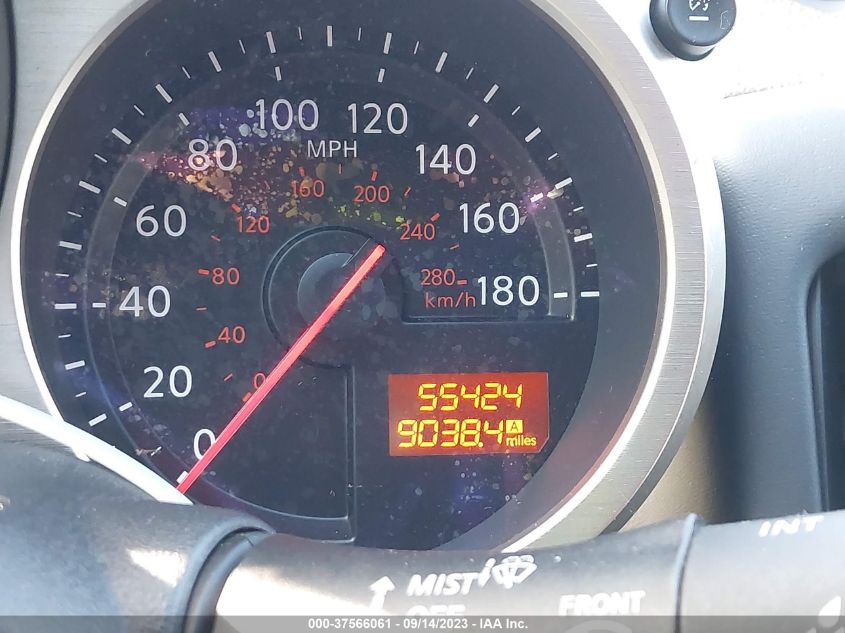 100 120
80 MPH 140
160 200
60 120 240 160
80 280
40 km/h 180
40
20 0
0
55424
9038.4 A
miles
INT
MIST
OFF
FRONT
000-37566061 - 09/14/2023 - IAA Inc.